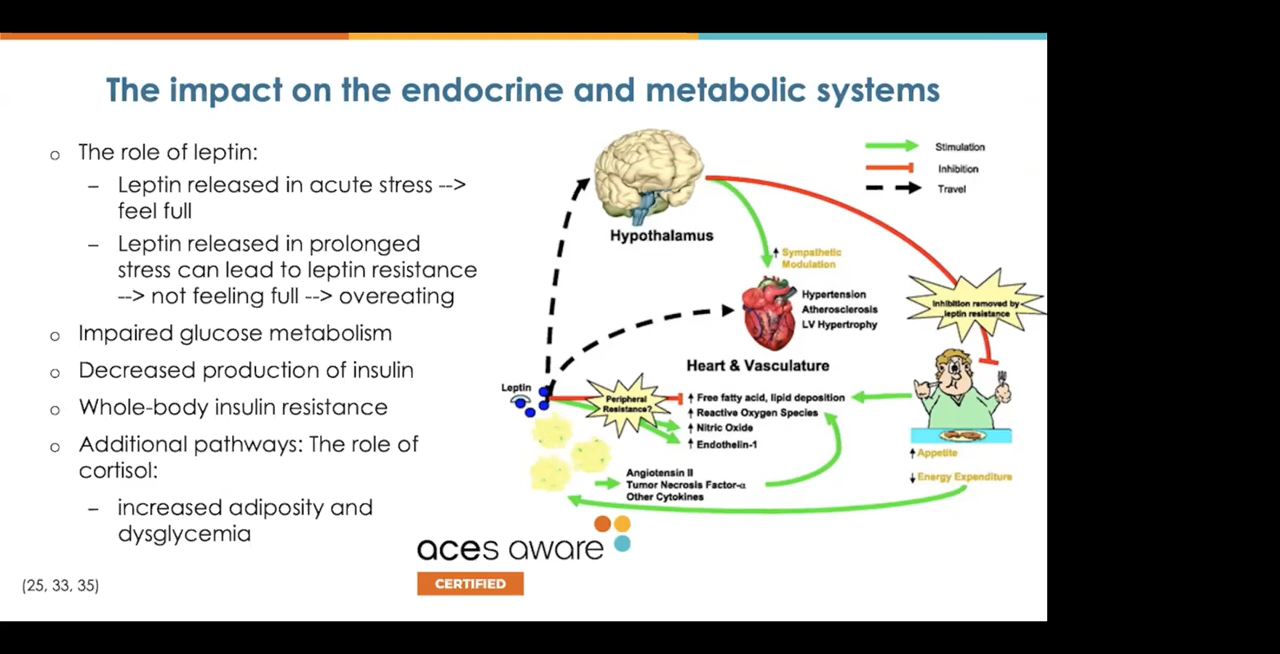 The impact on the endocrine and metabolic systems
o The role of leptin:
– Leptin released in acute stress -->
feel full
– Leptin released in prolonged
stress can lead to leptin resistance
--> not feeling full --> overeating
o Impaired glucose metabolism
o Decreased production of insulin
o Whole-body insulin resistance
o Additional pathways: The role of
cortisol:
– increased adiposity and
dysglycemia
(25, 33, 35)
Stimulation
Inhibition
Travel
Hypothalamus
↑ Sympathetic
Modulation
Hypertension
Atherosclerosis
LV Hypertrophy
Inhibition removed by
leptin resistance
Heart & Vasculature
Leptin
Peripheral
Resistance?
↑ Free fatty acid, lipid deposition
↑ Reactive Oxygen Species
↑ Nitric Oxide
↑ Endothelin-1
↑ Appetite
↓ Energy Expenditure
Angiotensin II
Tumor Necrosis Factor-α
Other Cytokines
aces aware
CERTIFIED